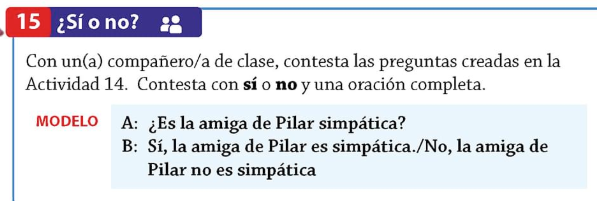 15 ¿Sí o no?
Con un(a) compañero/a de clase, contesta las preguntas creadas en la
Actividad 14. Contesta con sí o no y una oración completa.
MODELO A: ¿Es la amiga de Pilar simpática?
B: Sí, la amiga de Pilar es simpática./No, la amiga de
Pilar no es simpática